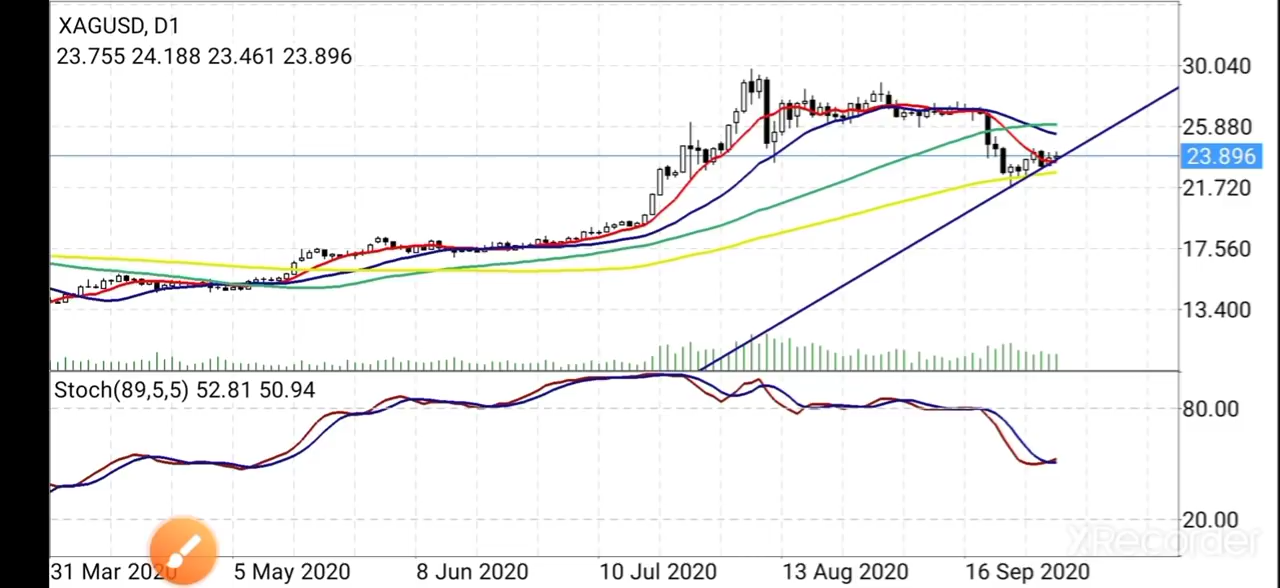 XAGUSD, D1
23.755 24.188 23.461 23.896
30.040
25.880
23.896
21.720
17.560
13.400
Stoch(89,5,5) 52.81 50.94
80.00
20.00
XRecorder
31 Mar 2020 5 May 2020 8 Jun 2020 10 Jul 2020 13 Aug 2020 16 Sep 2020